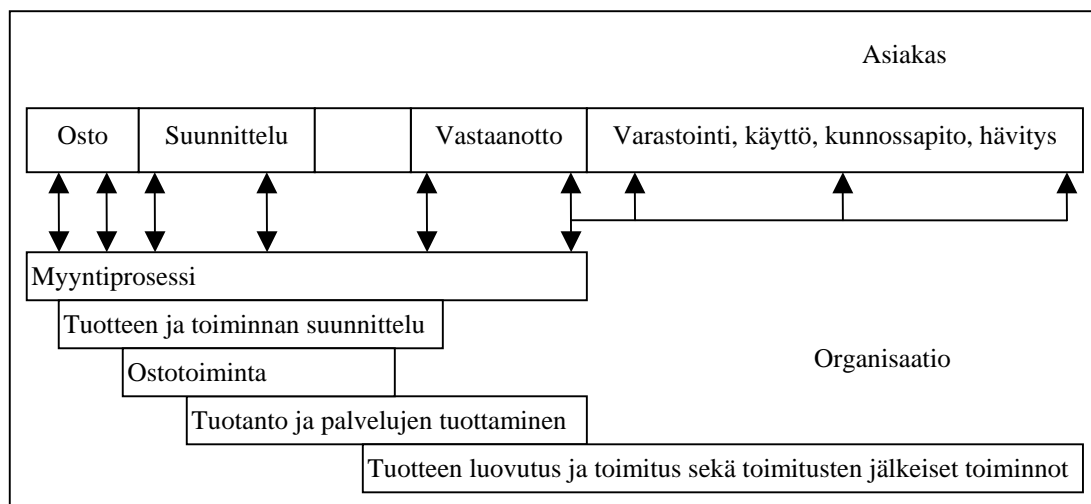 Asiakas
Osto
Suunnittelu
Vastaanotto
Varastointi, käyttö, kunnossapito, hävitys
Myyntiprosessi
Tuotteen ja toiminnan suunnittelu
Ostotoiminta
Organisaatio
Tuotanto ja palvelujen tuottaminen
Tuotteen luovutus ja toimitus sekä toimitusten jälkeiset toiminnot